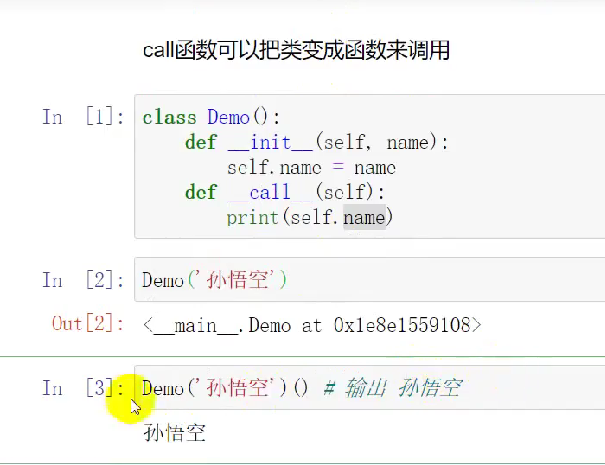 call函数可以把类变成函数来调用
In [1]: class Demo():
def __init__(self, name):
self.name = name
def __call__(self):
print(self.name)
In [2]: Demo('孙悟空')
Out[2]: <__main__.Demo at 0x1e8e1559108>
In [3]: Demo('孙悟空')() # 输出 孙悟空
孙悟空